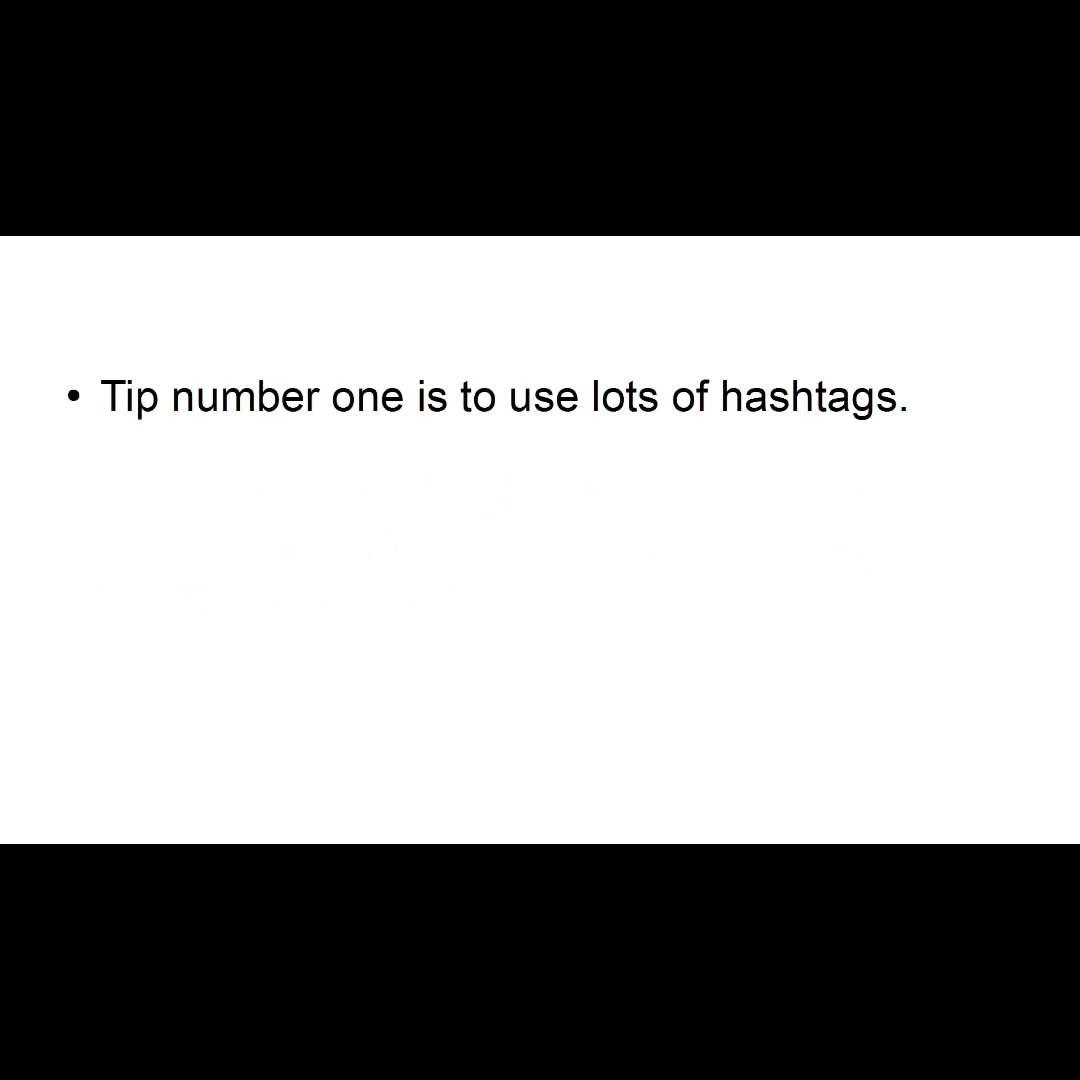 • Tip number one is to use lots of hashtags.